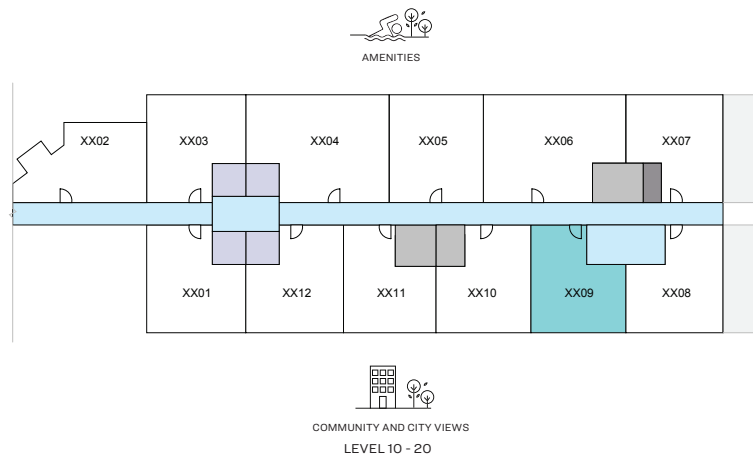 AMENITIES
XX02 XX03 XX04 XX05 XX06 XX07
XX01 XX12 XX11 XX10 XX09 XX08
COMMUNITY AND CITY VIEWS
LEVEL 10 - 20